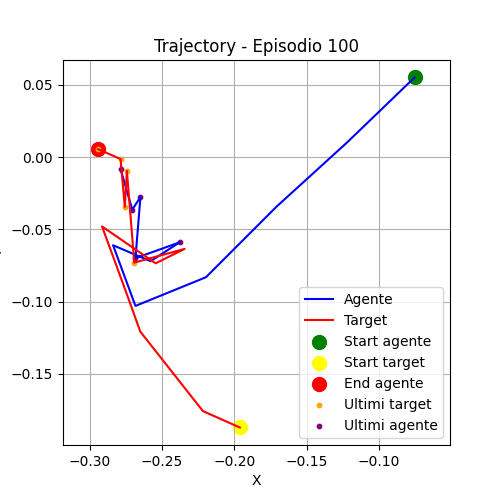 Trajectory - Episodio 100
0.05
0.00
−0.05
−0.10
−0.15
−0.30
−0.25
−0.20
−0.15
−0.10
X
Agente
Target
Start agente
Start target
End agente
Ultimi target
Ultimi agente